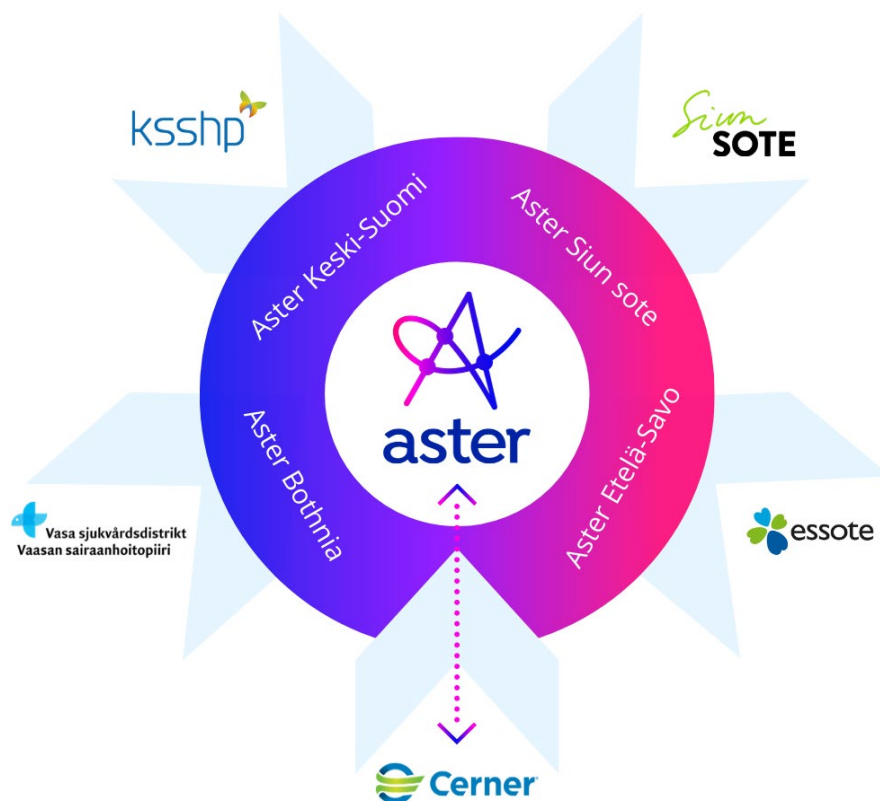 ksshp
Siun
SOTE
Aster Keski-Suomi
Aster Siun sote
aster
Aster Bothnia
Aster Etelä-Savo
Vasa sjukvårdsdistrikt
Vaasan sairaanhoitopiiri
essote
Cerner